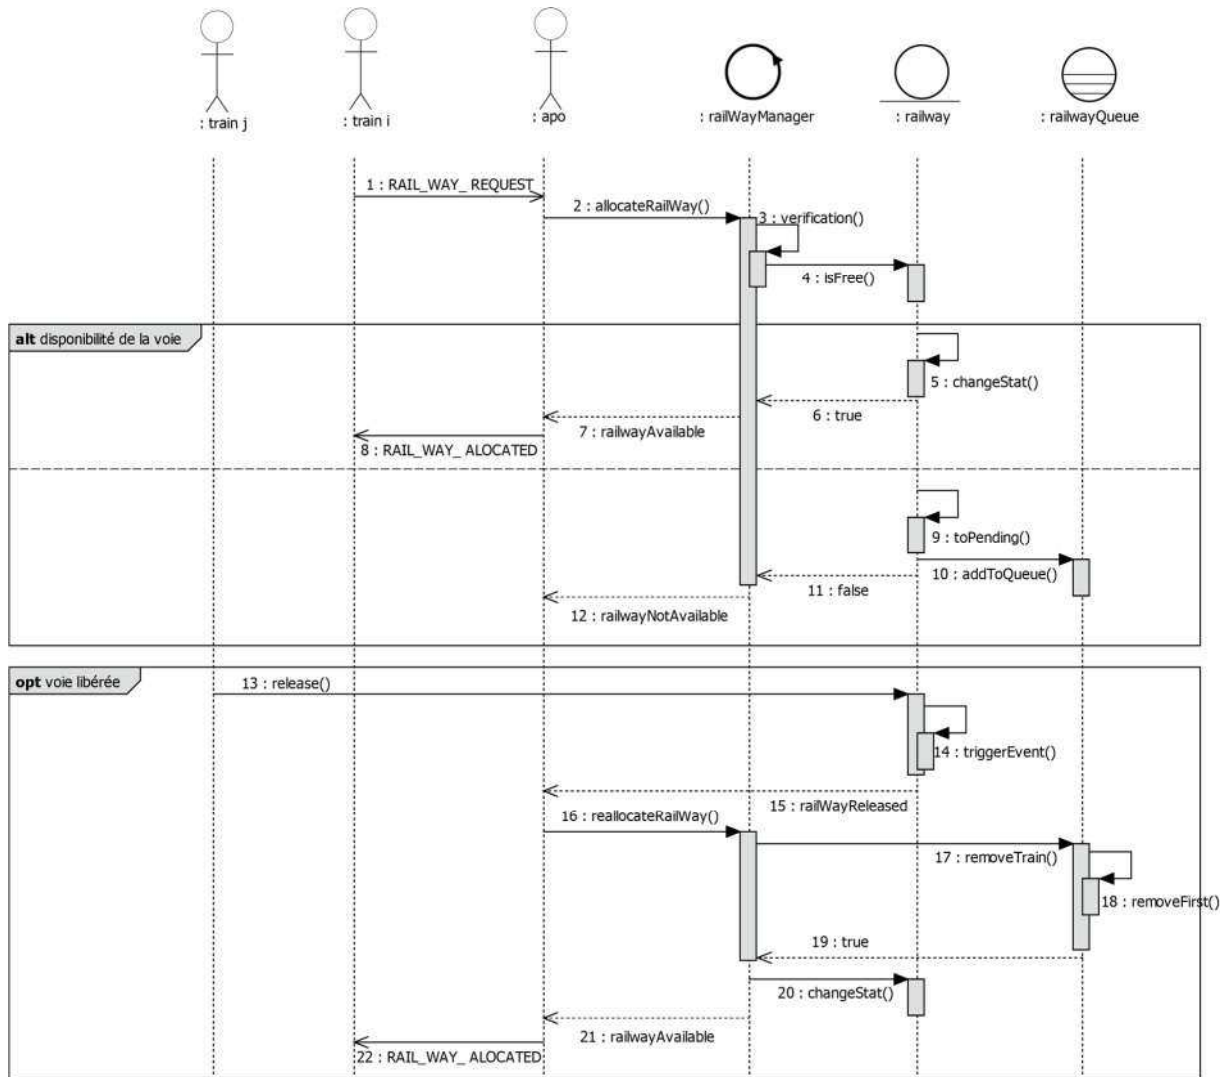 : train j
: train i
: apo
: railWayManager
: railway
: railwayQueue
1 : RAIL_WAY_ REQUEST
2 : allocateRailWay()
3 : verification()
4 : isFree()
alt disponibilité de la voie
5 : changeStat()
6 : true
7 : railwayAvailable
8 : RAIL_WAY_ ALOCATED
9 : toPending()
10 : addToQueue()
11 : false
12 : railwayNotAvailable
opt voie libérée
13 : release()
14 : triggerEvent()
15 : railWayReleased
16 : reallocateRailWay()
17 : removeTrain()
18 : removeFirst()
19 : true
20 : changeStat()
21 : railwayAvailable
22 : RAIL_WAY_ ALOCATED